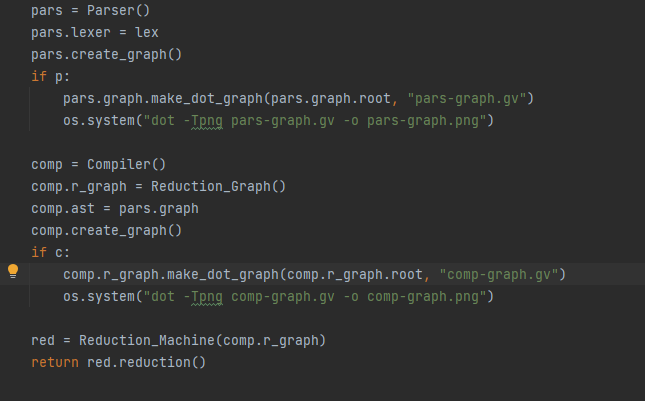 pars = Parser()
pars.lexer = lex
pars.create_graph()
if p:
    pars.graph.make_dot_graph(pars.graph.root, "pars-graph.gv")
    os.system("dot -Tpng pars-graph.gv -o pars-graph.png")
comp = Compiler()
comp.r_graph = Reduction_Graph()
comp.ast = pars.graph
comp.create_graph()
if c:
    comp.r_graph.make_dot_graph(comp.r_graph.root, "comp-graph.gv")
    os.system("dot -Tpng comp-graph.gv -o comp-graph.png")
red = Reduction_Machine(comp.r_graph)
return red.reduction()